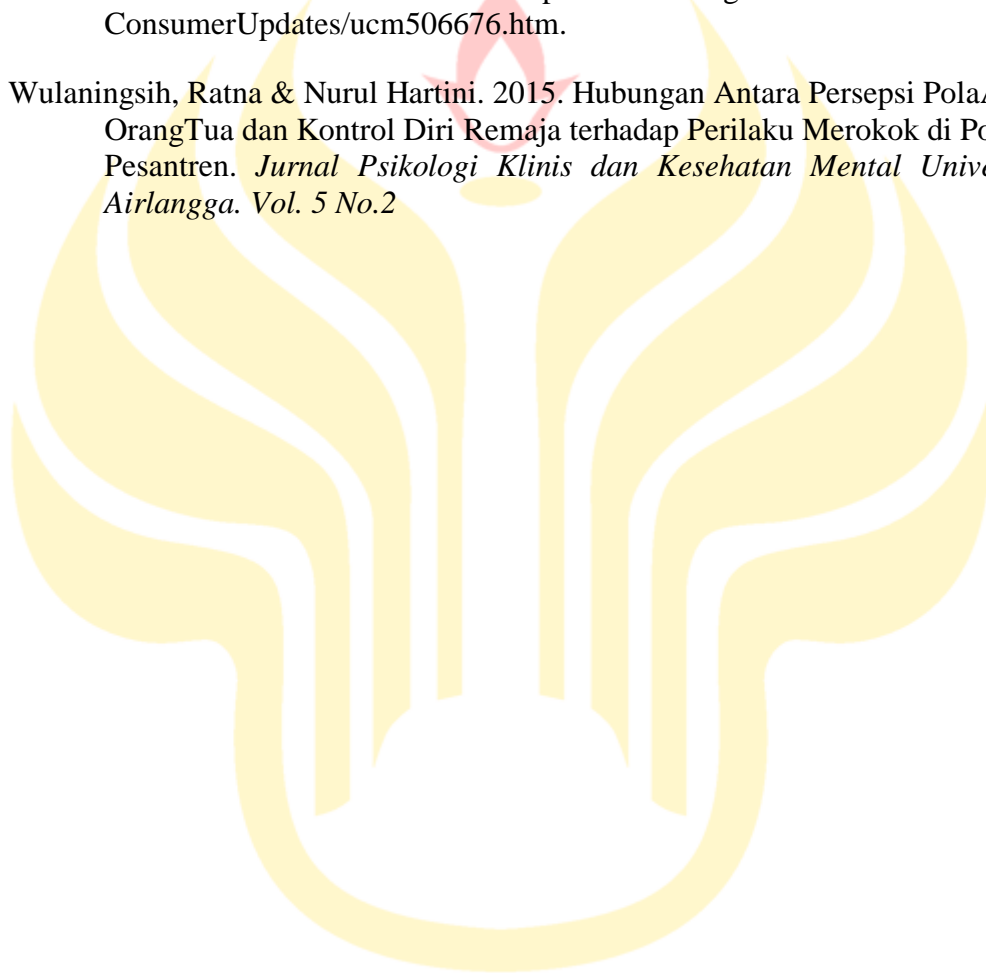 ConsumerUpdates/ucm506676.htm.
Wulaningsih, Ratna & Nurul Hartini. 2015. Hubungan Antara Persepsi Pola
OrangTua dan Kontrol Diri Remaja terhadap Perilaku Merokok di
Pesantren. Jurnal Psikologi Klinis dan Kesehatan Mental
Airlangga. Vol. 5 No.2